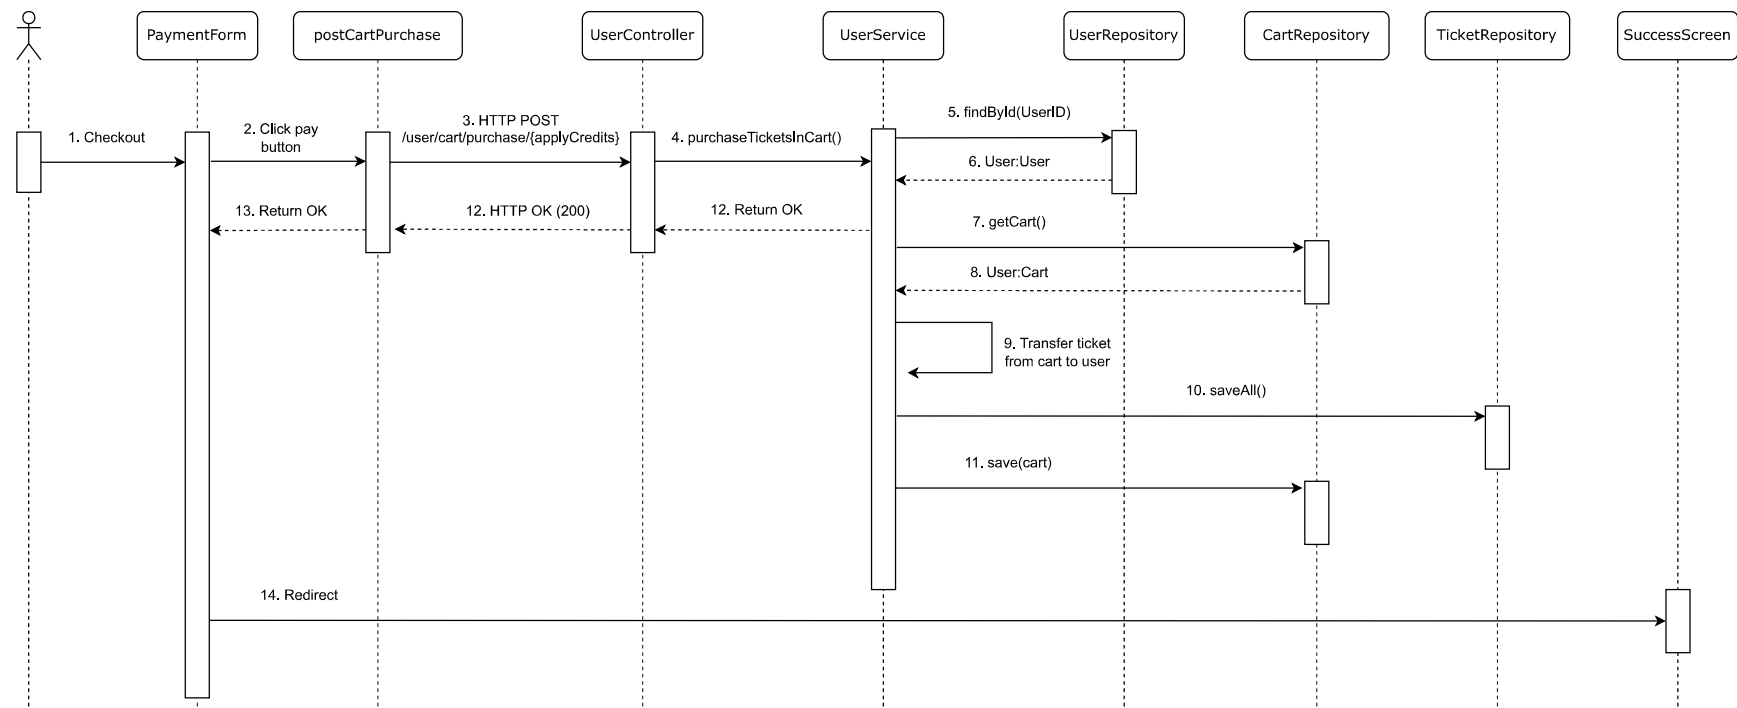 PaymentForm
postCartPurchase
UserController
UserService
UserRepository
CartRepository
TicketRepository
SuccessScreen
1. Checkout
2. Click pay
button
3. HTTP POST
/user/cart/purchase/{applyCredits}
4. purchaseTicketsInCart()
5. findById(UserID)
6. User:User
13. Return OK
12. HTTP OK (200)
12. Return OK
7. getCart()
8. User:Cart
9. Transfer ticket
from cart to user
10. saveAll()
11. save(cart)
14. Redirect